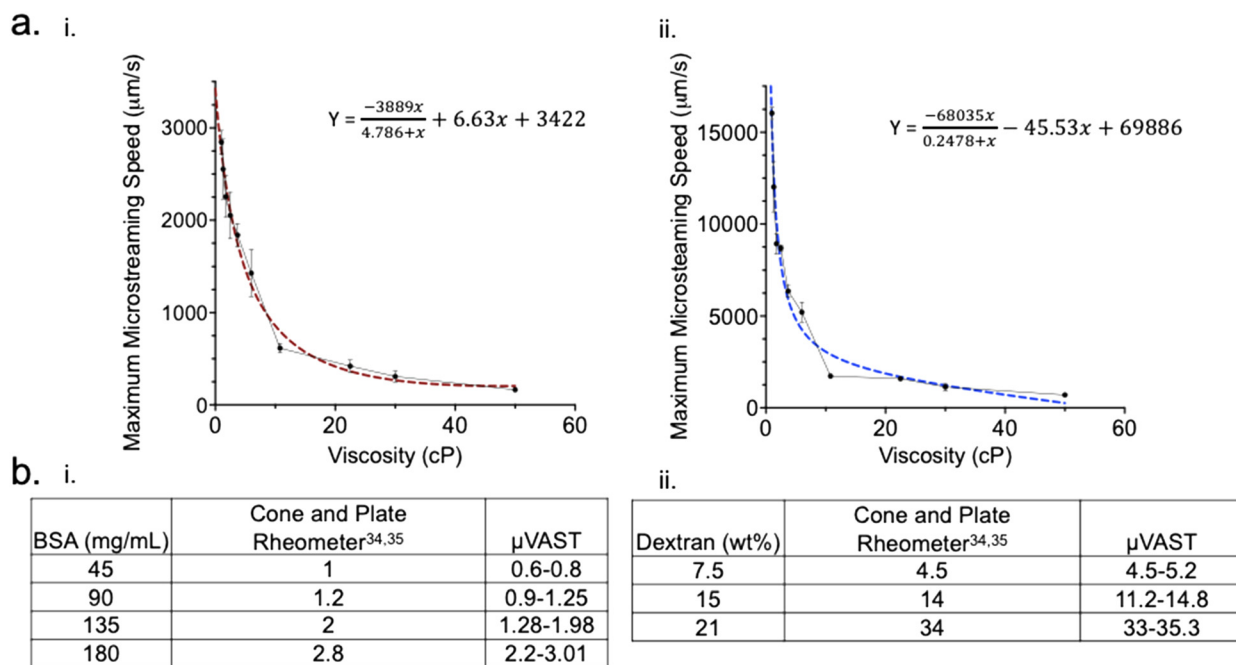 a. i.
ii.
Maximum Microstreaming Speed (μm/s)
3000
2000
1000
0
Y = -3889x / 4.786+x + 6.63x + 3422
0 20 40 60
Viscosity (cP)
Maximum Microsteaming Speed (μm/s)
15000
10000
5000
0
Y = -68035x / 0.2478+x − 45.53x + 69886
0 20 40 60
Viscosity (cP)
b. i.
BSA (mg/mL) Cone and Plate Rheometer34,35 μVAST
45 1 0.6-0.8
90 1.2 0.9-1.25
135 2 1.28-1.98
180 2.8 2.2-3.01
ii.
Dextran (wt%) Cone and Plate Rheometer34,35 μVAST
7.5 4.5 4.5-5.2
15 14 11.2-14.8
21 34 33-35.3